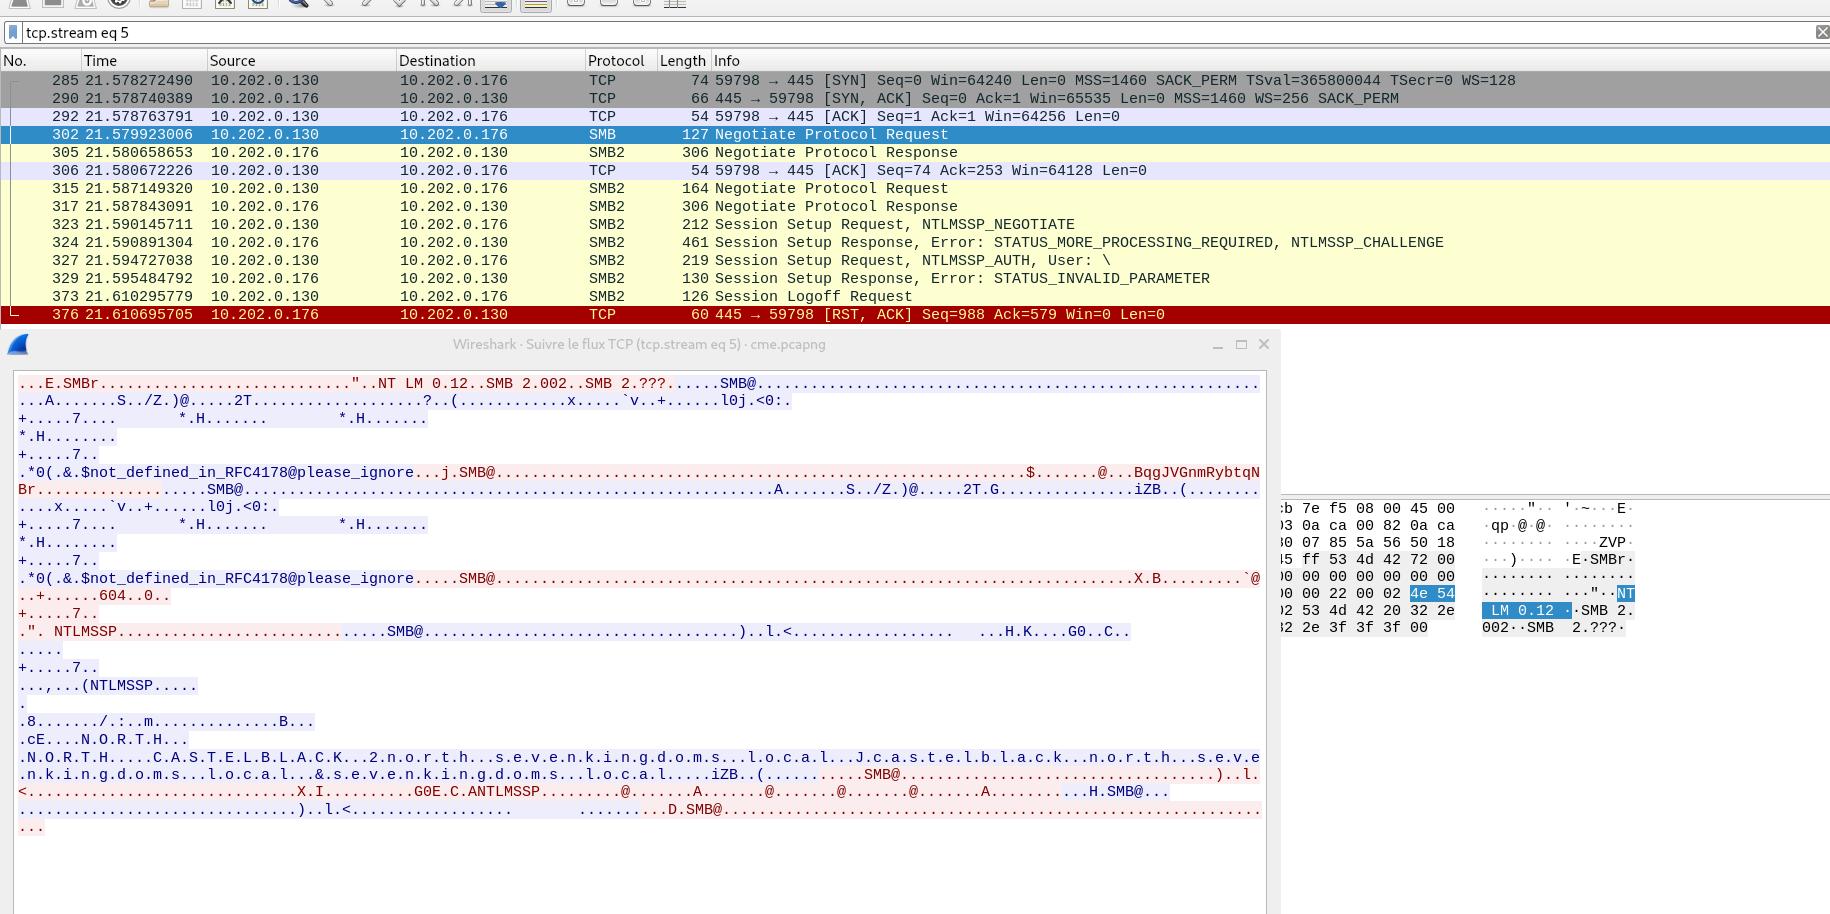 tcp.stream eq 5
No. Time Source Destination Protocol Length Info
285 21.578272490 10.202.0.130 10.202.0.176 TCP 74 59798 → 445 [SYN] Seq=0 Win=64240 Len=0 MSS=1460 SACK_PERM TSval=365800044 TSecr=0 WS=128
290 21.578740389 10.202.0.176 10.202.0.130 TCP 66 445 → 59798 [SYN, ACK] Seq=0 Ack=1 Win=65535 Len=0 MSS=1460 WS=256 SACK_PERM
292 21.578763791 10.202.0.130 10.202.0.176 TCP 54 59798 → 445 [ACK] Seq=1 Ack=1 Win=64256 Len=0
302 21.579923006 10.202.0.130 10.202.0.176 SMB 127 Negotiate Protocol Request
305 21.580658653 10.202.0.176 10.202.0.130 SMB2 306 Negotiate Protocol Response
306 21.580672226 10.202.0.130 10.202.0.176 TCP 54 59798 → 445 [ACK] Seq=74 Ack=253 Win=64128 Len=0
315 21.587149320 10.202.0.130 10.202.0.176 SMB2 164 Negotiate Protocol Request
317 21.587843091 10.202.0.176 10.202.0.130 SMB2 306 Negotiate Protocol Response
323 21.590145711 10.202.0.130 10.202.0.176 SMB2 212 Session Setup Request, NTLMSSP_NEGOTIATE
324 21.590891304 10.202.0.176 10.202.0.130 SMB2 461 Session Setup Response, Error: STATUS_MORE_PROCESSING_REQUIRED, NTLMSSP_CHALLENGE
327 21.594727038 10.202.0.130 10.202.0.176 SMB2 219 Session Setup Request, NTLMSSP_AUTH, User: \
329 21.595484792 10.202.0.176 10.202.0.130 SMB2 130 Session Setup Response, Error: STATUS_INVALID_PARAMETER
373 21.610295779 10.202.0.130 10.202.0.176 SMB2 126 Session Logoff Request
376 21.610695705 10.202.0.176 10.202.0.130 TCP 60 445 → 59798 [RST, ACK] Seq=988 Ack=579 Win=0 Len=0
Wireshark · Suivre le flux TCP (tcp.stream eq 5) · cme.pcapng
...E.SMBr............................"..NT LM 0.12..SMB 2.002..SMB 2.???......SMB@........................................................
...A.......S../Z.)@.....2T...................?..(............x.....`v..+......l0j.<0:.
+.....7....       *.H.......        *.H.......
*.H........
+.....7..
.*0(.&.$not_defined_in_RFC4178@please_ignore...j.SMB@...........................................................$.......@...BqgJVGnmRybtqN
Br...................SMB@...........................................................A.......S../Z.)@.....2T.G...............iZB..(........
....x.....`v..+......l0j.<0:.
+.....7....       *.H.......        *.H.......
*.H........
+.....7..
.*0(.&.$not_defined_in_RFC4178@please_ignore.....SMB@.......................................................................X.B.........`@
..+......604..0..
+.....7..
.". NTLMSSP..............................SMB@...................................)..l.<..................   ...H.K....G0..C..
.....
+.....7..
...,...(NTLMSSP.....
.
.8......./.:..m..............B...
.cE....N.O.R.T.H...
.N.O.R.T.H.....C.A.S.T.E.L.B.L.A.C.K...2.n.o.r.t.h...s.e.v.e.n.k.i.n.g.d.o.m.s...l.o.c.a.l...J.c.a.s.t.e.l.b.l.a.c.k...n.o.r.t.h...s.e.v.e
.n.k.i.n.g.d.o.m.s...l.o.c.a.l...&.s.e.v.e.n.k.i.n.g.d.o.m.s...l.o.c.a.l.....iZB..(...........SMB@...................................)..l.
<..............................X.I..........G0E.C.ANTLMSSP.........@.......A.......@.......@.......@.......A...........H.SMB@...
...............................)..l.<..................       ..........D.SMB@............................................................
...
cb 7e f5 08 00 45 00 ·····"·· '·~···E·
03 0a ca 00 82 0a ca ·qp·@·@· ········
30 07 85 5a 56 50 18 ········ ····ZVP·
45 ff 53 4d 42 72 00 ···)···· ·E·SMBr·
00 00 00 00 00 00 00 ········ ········
00 00 22 00 02 4e 54 ········ ···"··NT
02 53 4d 42 20 32 2e LM 0.12 ··SMB 2.
32 2e 3f 3f 3f 00 002··SMB 2.???·